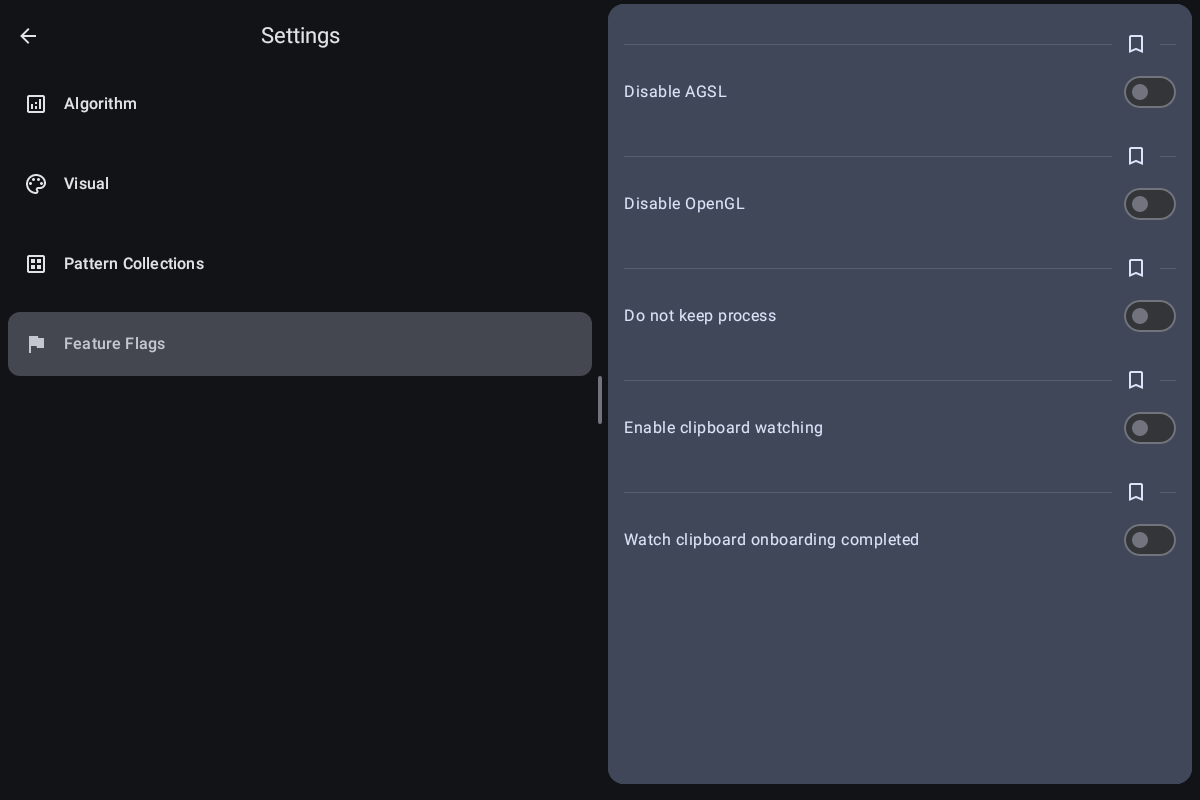 Settings
Algorithm
Visual
Pattern Collections
Feature Flags
Disable AGSL
Disable OpenGL
Do not keep process
Enable clipboard watching
Watch clipboard onboarding completed